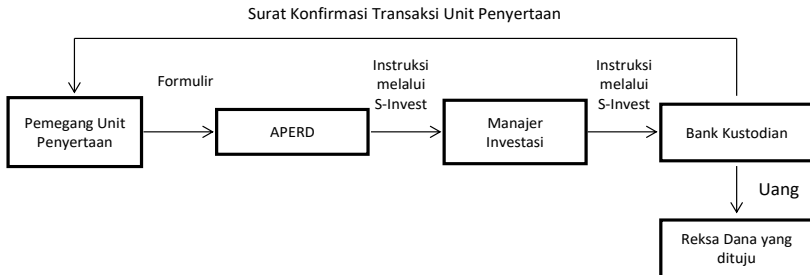 Surat Konfirmasi Transaksi Unit Penyertaan
Formulir
Instruksi
melalui
S-Invest
Instruksi
melalui
S-Invest
Pemegang Unit
Penyertaan
APERD
Manajer
Investasi
Bank Kustodian
Uang
Reksa Dana yang
dituju